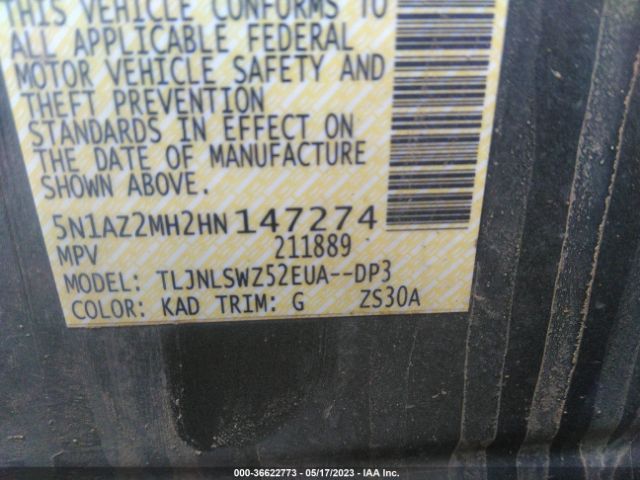 THIS VEHICLE CONFORMS TO
ALL APPLICABLE FEDERAL
MOTOR VEHICLE SAFETY AND
THEFT PREVENTION
STANDARDS IN EFFECT ON
THE DATE OF MANUFACTURE
SHOWN ABOVE.
5N1AZ2MH2HN147274
MPV 211889
MODEL: TLJNLSWZ52EUA--DP3
COLOR: KAD TRIM: G ZS30A
000-36622773 - 05/17/2023 - IAA Inc.